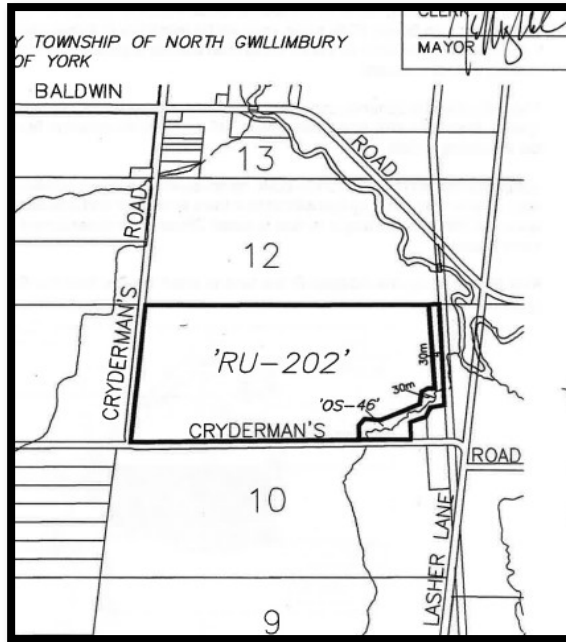 CLERK
MAYOR
Y TOWNSHIP OF NORTH GWILLIMBURY
OF YORK
BALDWIN
ROAD
13
ROAD
12
CRYDERMAN'S
'RU-202'
30m
30m
'OS-46'
CRYDERMAN'S
ROAD
10
LASHER LANE
9